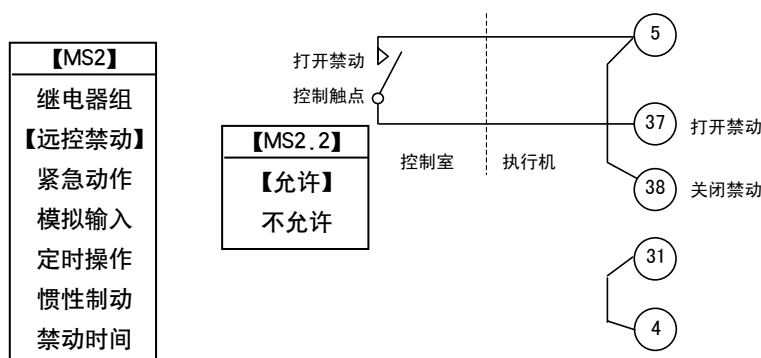 【MS2】
继电器组
【远控禁动】
紧急动作
模拟输入
定时操作
惯性制动
禁动时间
【MS2.2】
【允许】
不允许
打开禁动
控制触点
控制室
执行机
5
37
打开禁动
38
关闭禁动
31
4